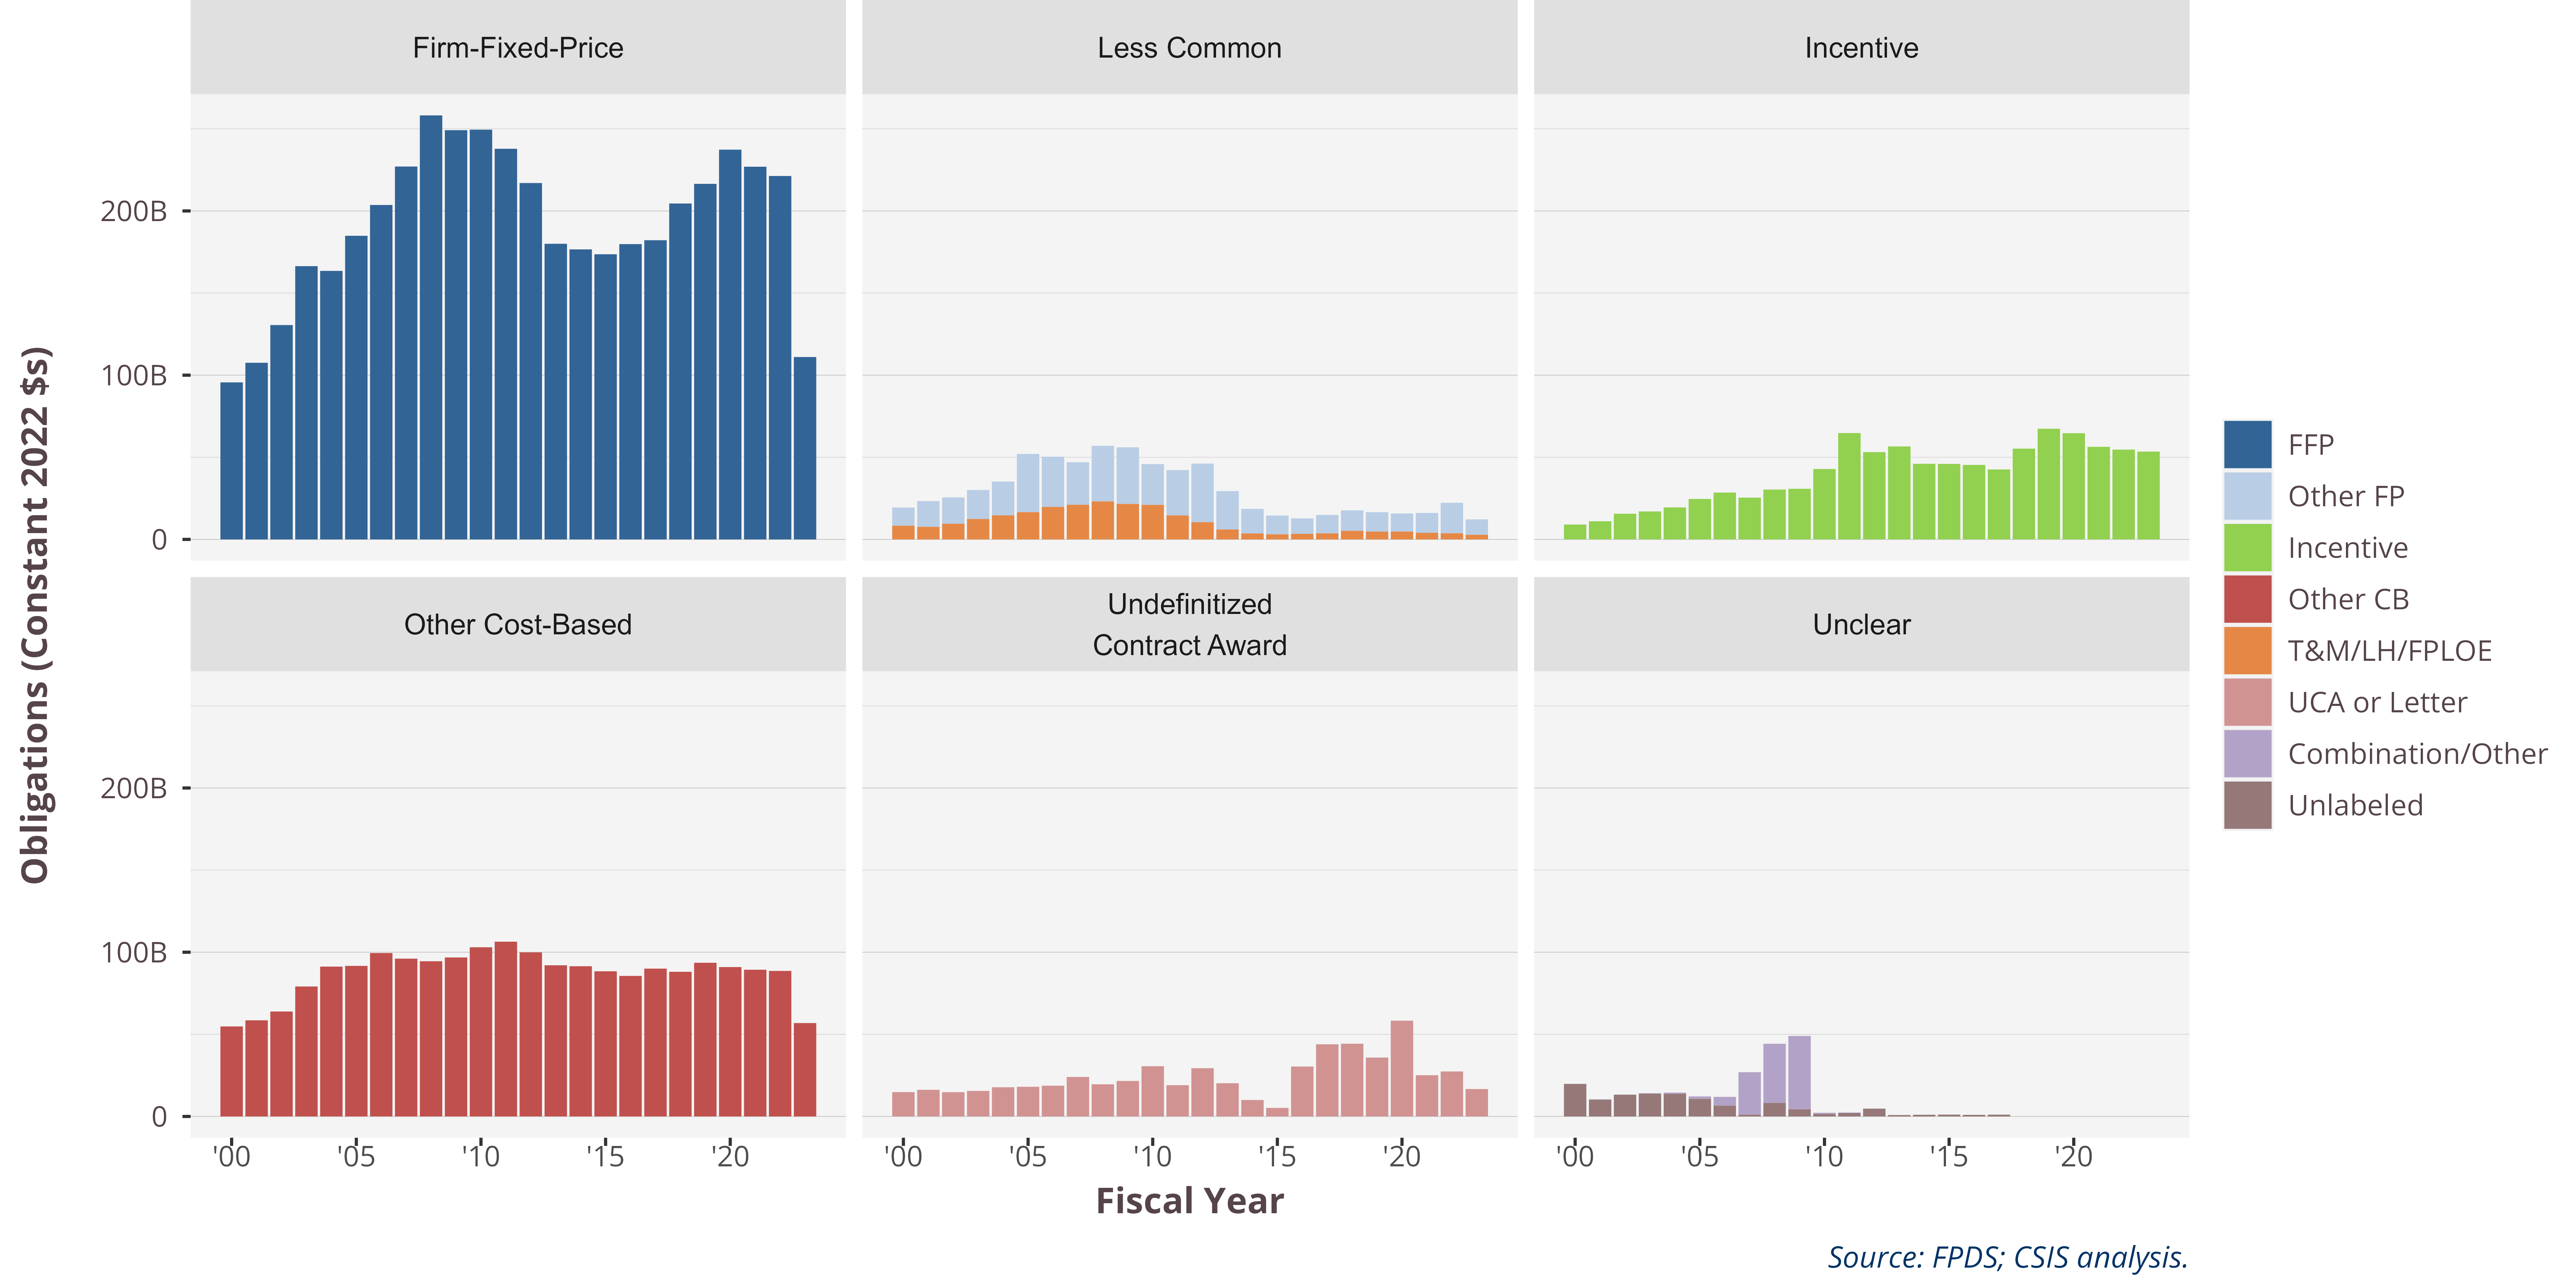 Firm-Fixed-Price
Less Common
Incentive
200B
100B
0
Other Cost-Based
Undefinitized
Contract Award
Unclear
200B
100B
0
'00 '05 '10 '15 '20
'00 '05 '10 '15 '20
'00 '05 '10 '15 '20
Obligations (Constant 2022 $s)
Fiscal Year
FFP
Other FP
Incentive
Other CB
T&M/LH/FPLOE
UCA or Letter
Combination/Other
Unlabeled
Source: FPDS; CSIS analysis.